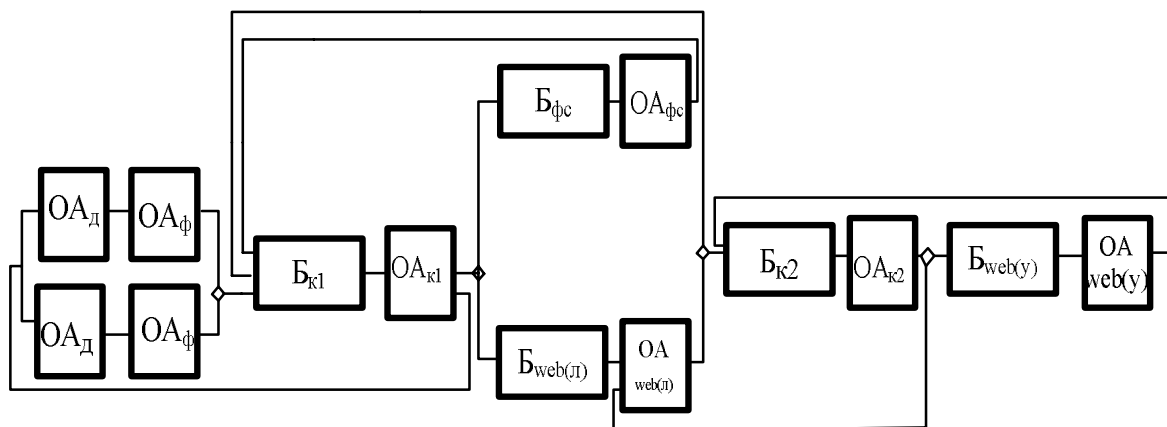 Бфс
ОАфс
ОАд
ОАф
Бк1
ОАк1
Бк2
ОАк2
Бweb(у)
ОА
web(у)
ОАд
ОАф
Бweb(л)
ОА
web(л)